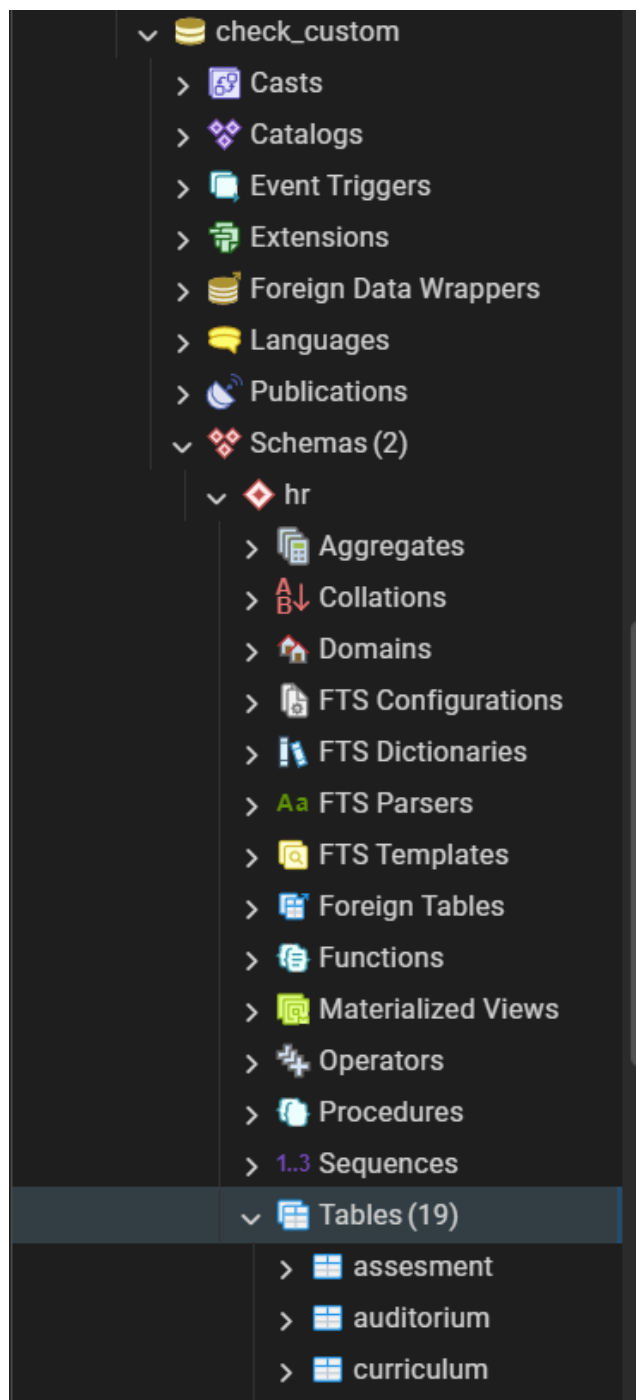 check_custom
Casts
Catalogs
Event Triggers
Extensions
Foreign Data Wrappers
Languages
Publications
Schemas (2)
hr
Aggregates
A
B Collations
Domains
FTS Configurations
FTS Dictionaries
Aa FTS Parsers
FTS Templates
Foreign Tables
Functions
Materialized Views
Operators
Procedures
1..3 Sequences
Tables (19)
assesment
auditorium
curriculum